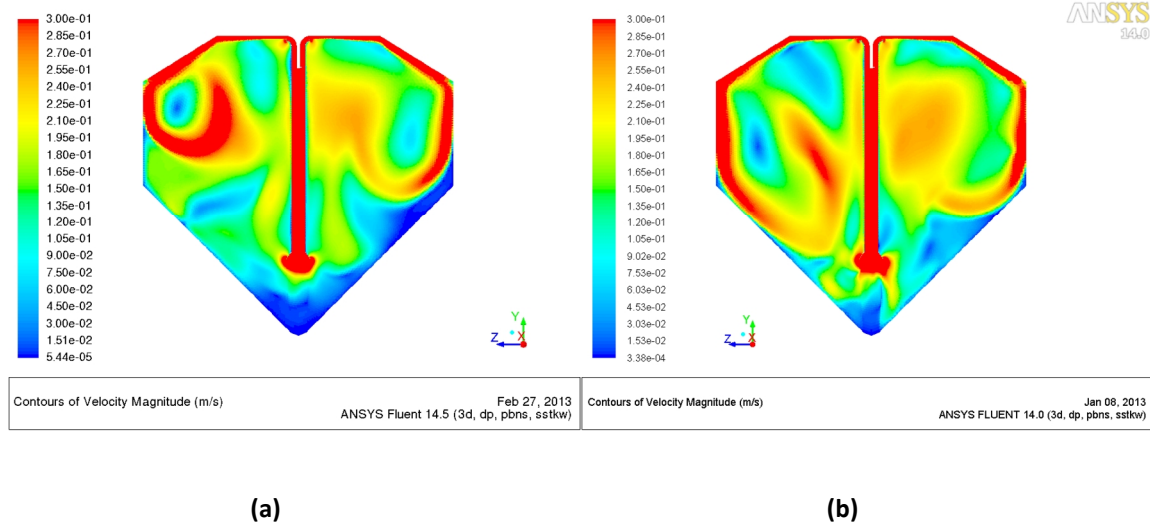 3.00e-01
2.85e-01
2.70e-01
2.55e-01
2.40e-01
2.25e-01
2.10e-01
1.95e-01
1.80e-01
1.65e-01
1.50e-01
1.35e-01
1.20e-01
1.05e-01
9.00e-02
7.50e-02
6.00e-02
4.50e-02
3.00e-02
1.51e-02
5.44e-05
Y
Z
X
Contours of Velocity Magnitude (m/s)
Feb 27, 2013
ANSYS Fluent 14.5 (3d, dp, pbns, sstkw)
(a)
ANSYS
14.0
3.00e-01
2.85e-01
2.70e-01
2.55e-01
2.40e-01
2.25e-01
2.10e-01
1.95e-01
1.80e-01
1.65e-01
1.50e-01
1.35e-01
1.20e-01
1.05e-01
9.02e-02
7.53e-02
6.03e-02
4.53e-02
3.03e-02
1.53e-02
3.38e-04
Y
Z
X
Contours of Velocity Magnitude (m/s)
Jan 08, 2013
ANSYS FLUENT 14.0 (3d, dp, pbns, sstkw)
(b)